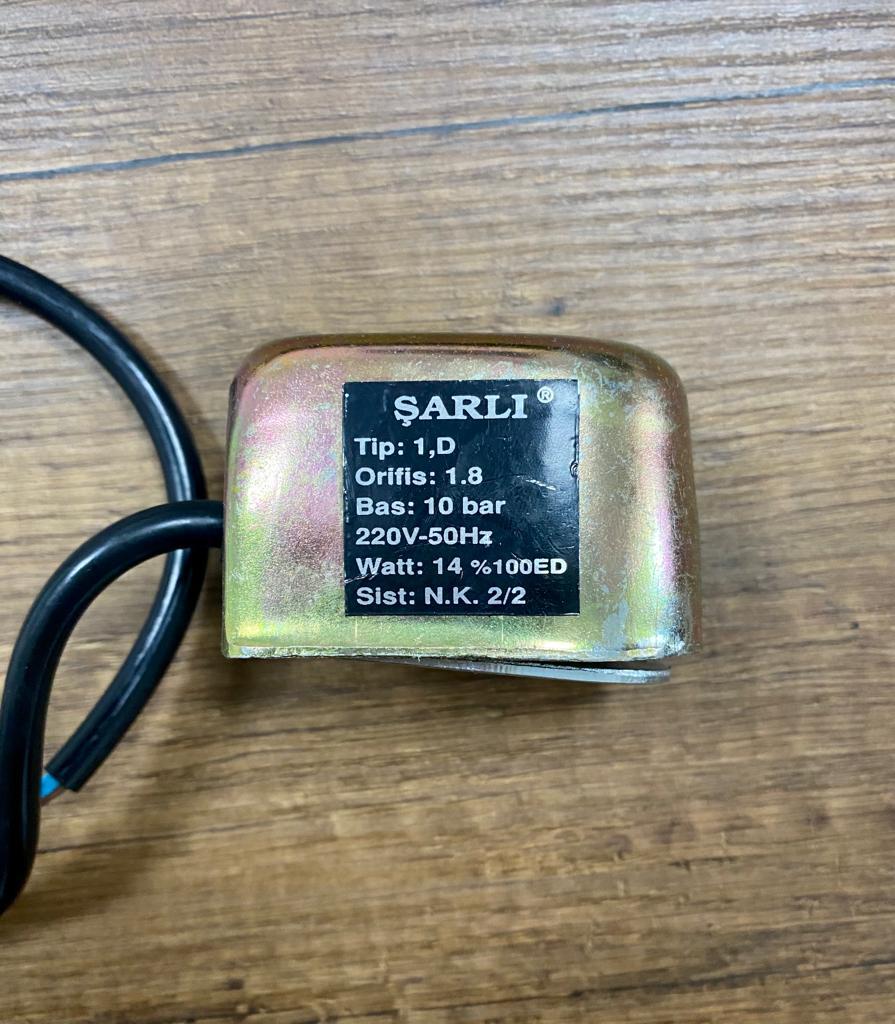 ŞARLI ®
Tip: 1,D
Orifis: 1.8
Bas: 10 bar
220V-50Hz
Watt: 14 %100ED
Sist: N.K. 2/2